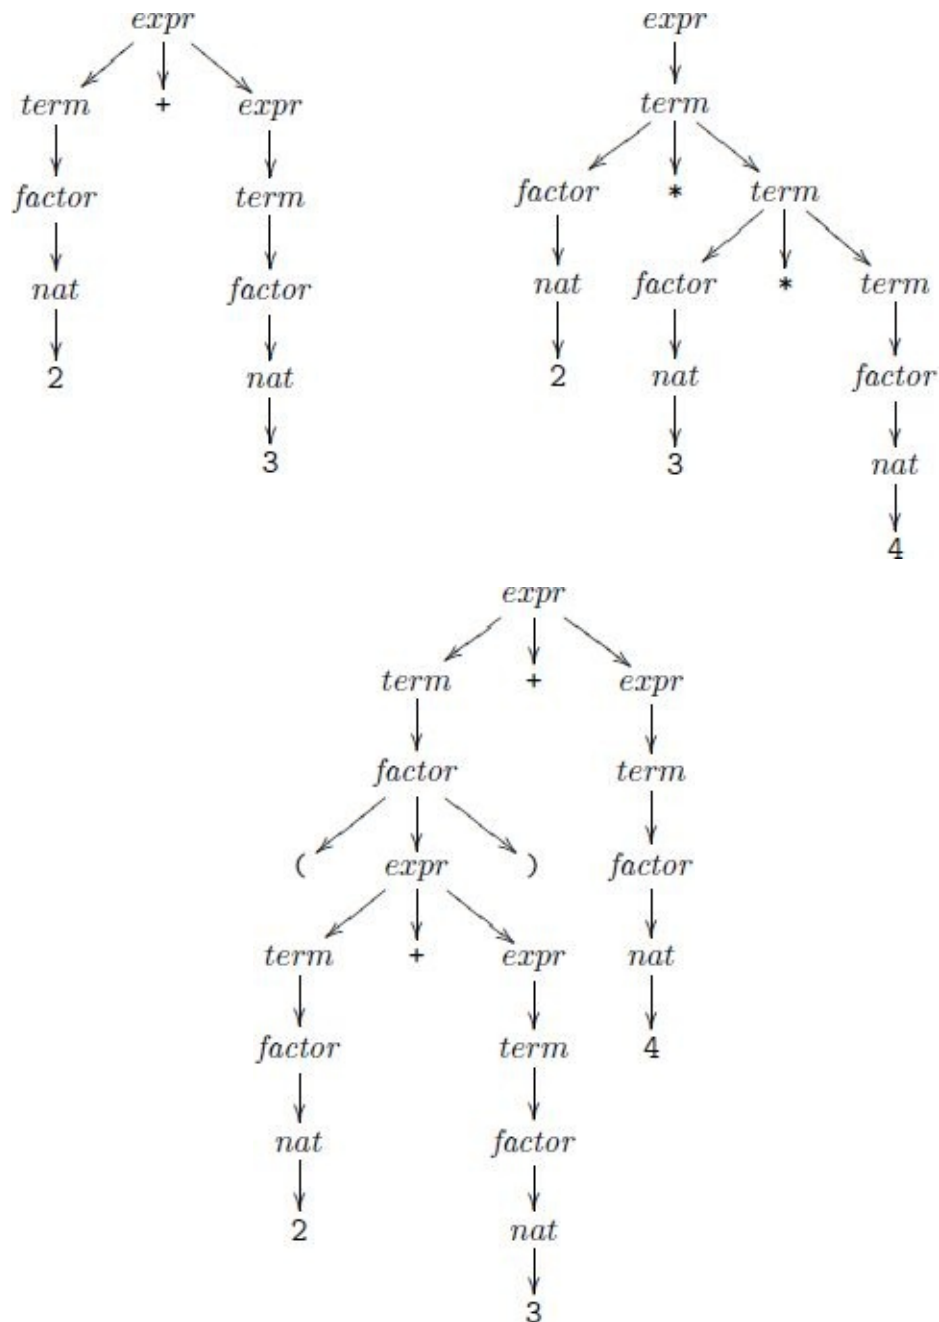 expr expr
term + expr term
factor term factor * term
nat factor nat factor * term
2 nat 2 nat factor
3 3 nat
4
expr
term + expr
factor term
( expr ) factor
term + expr nat
factor term 4
nat factor
2 nat
3